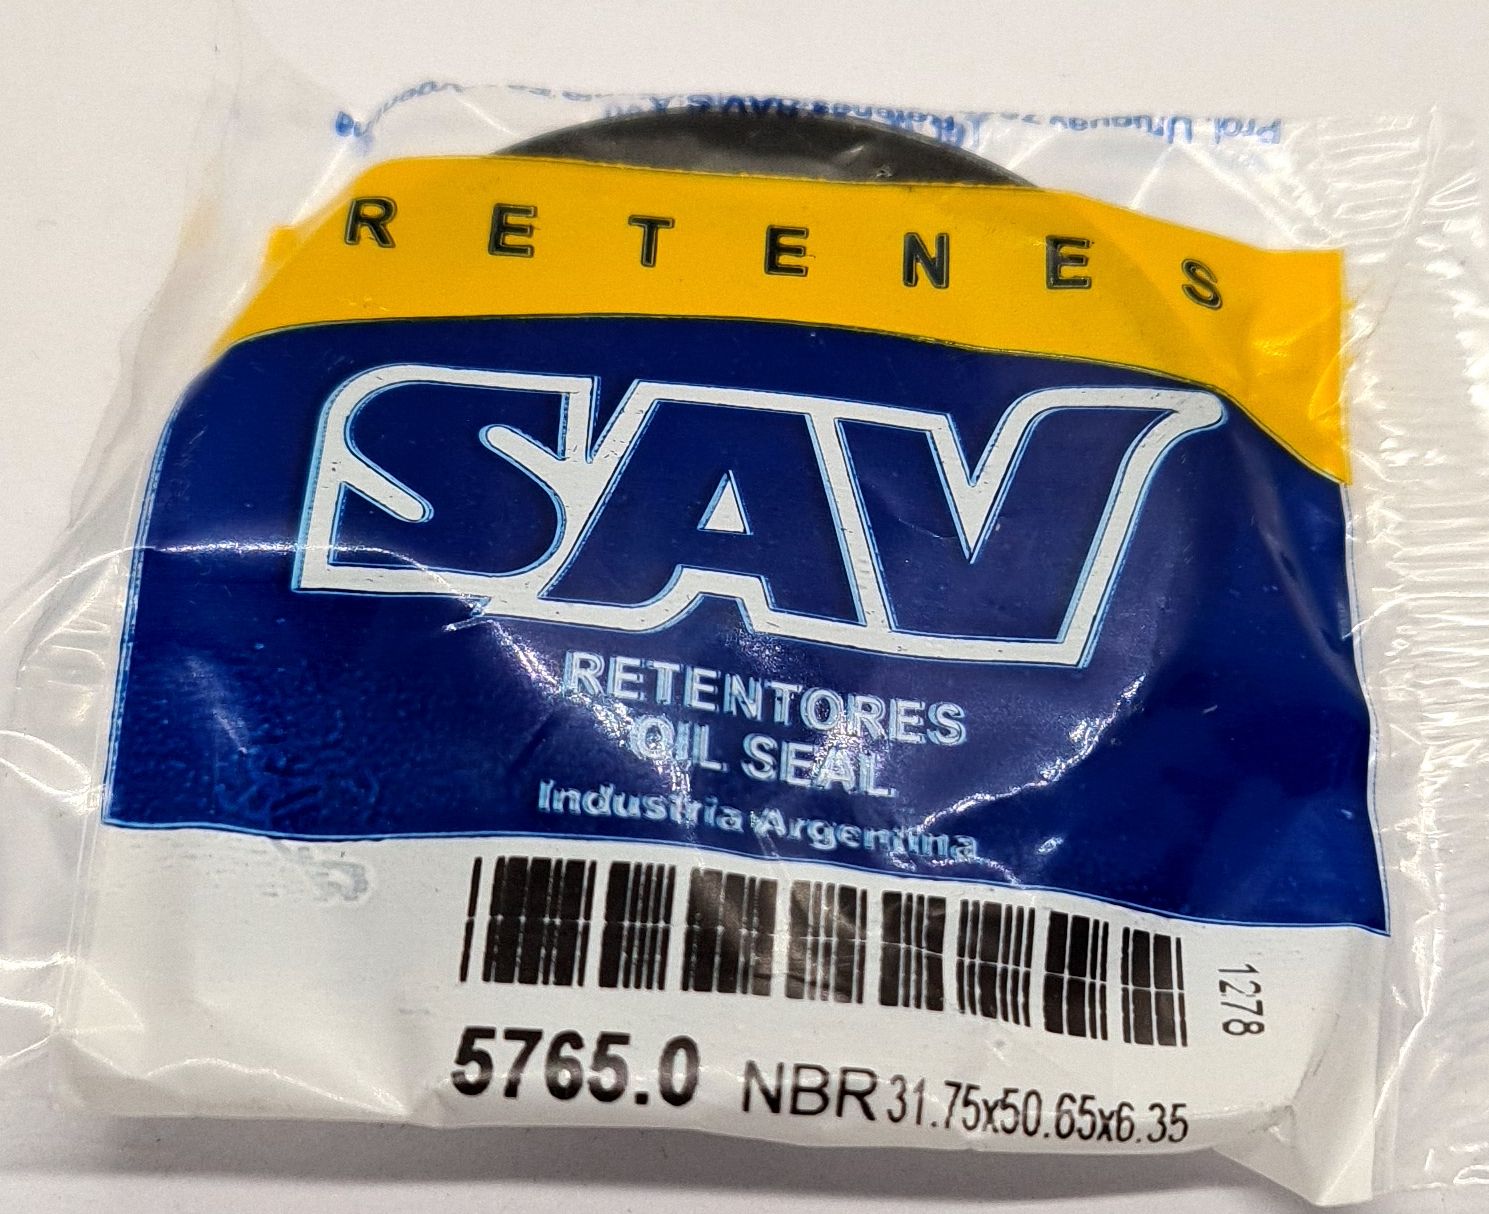 RETENES
SAV
RETENTORES
OIL SEAL
Industria Argentina
1278
5765.0 NBR 31.75x50.65x6.35